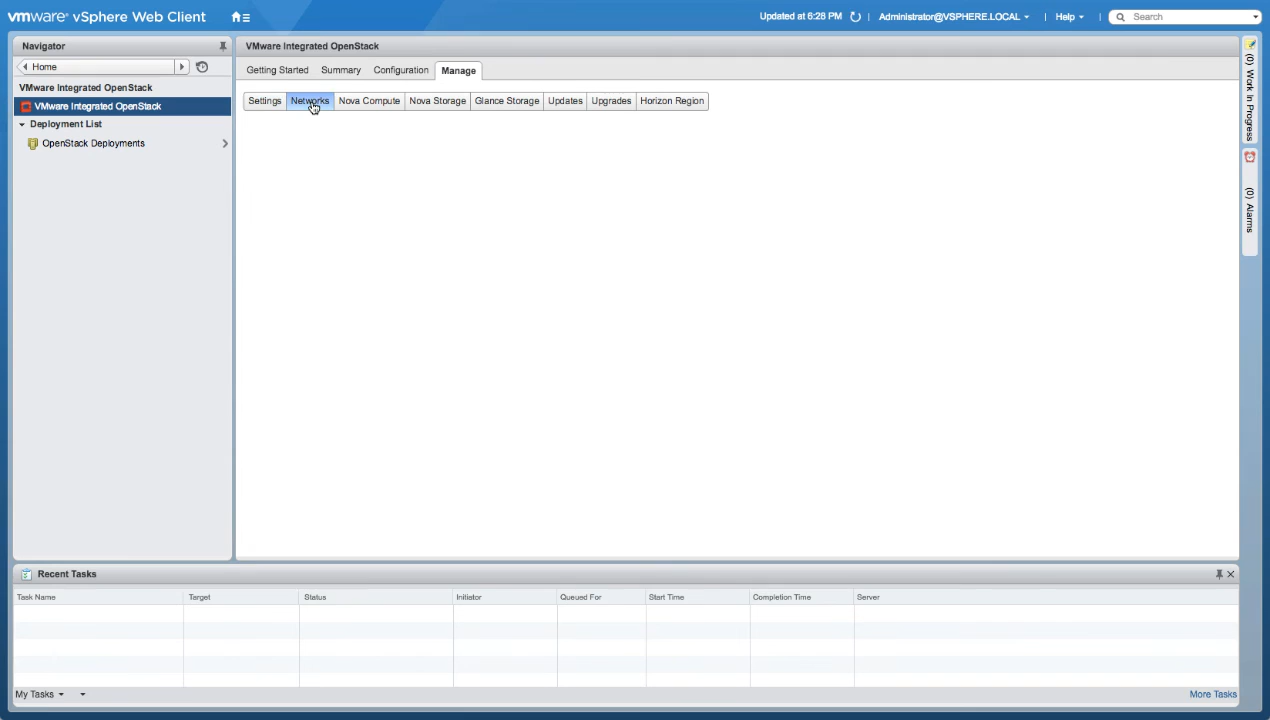 vmware® vSphere Web Client
Updated at 6:28 PM
Administrator@VSPHERE.LOCAL
Help
Search
Navigator
Home
VMware Integrated OpenStack
VMware Integrated OpenStack
Deployment List
OpenStack Deployments
VMware Integrated OpenStack
Getting Started Summary Configuration Manage
Settings Networks Nova Compute Nova Storage Glance Storage Updates Upgrades Horizon Region
(0) Work In Progress
(0) Alarms
Recent Tasks
Task Name Target Status Initiator Queued For Start Time Completion Time Server
My Tasks
More Tasks